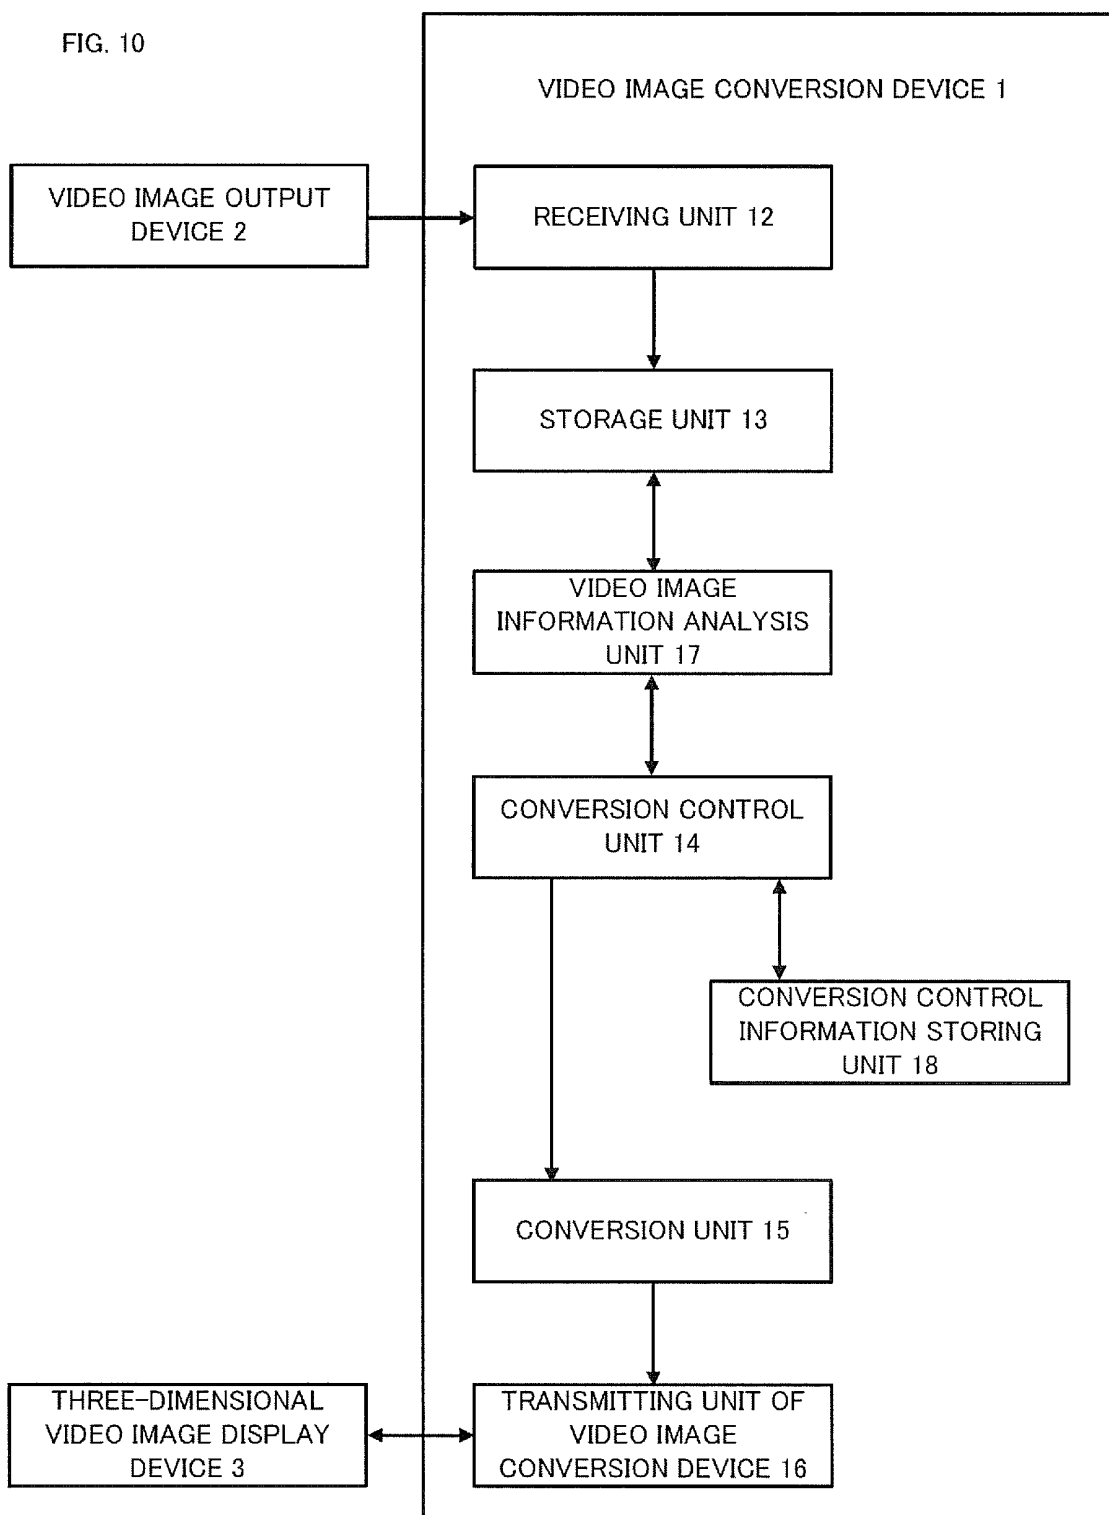 FIG. 10
VIDEO IMAGE CONVERSION DEVICE 1
VIDEO IMAGE OUTPUT
DEVICE 2
RECEIVING UNIT 12
STORAGE UNIT 13
VIDEO IMAGE
INFORMATION ANALYSIS
UNIT 17
CONVERSION CONTROL
UNIT 14
CONVERSION CONTROL
INFORMATION STORING
UNIT 18
CONVERSION UNIT 15
THREE-DIMENSIONAL
VIDEO IMAGE DISPLAY
DEVICE 3
TRANSMITTING UNIT OF
VIDEO IMAGE
CONVERSION DEVICE 16